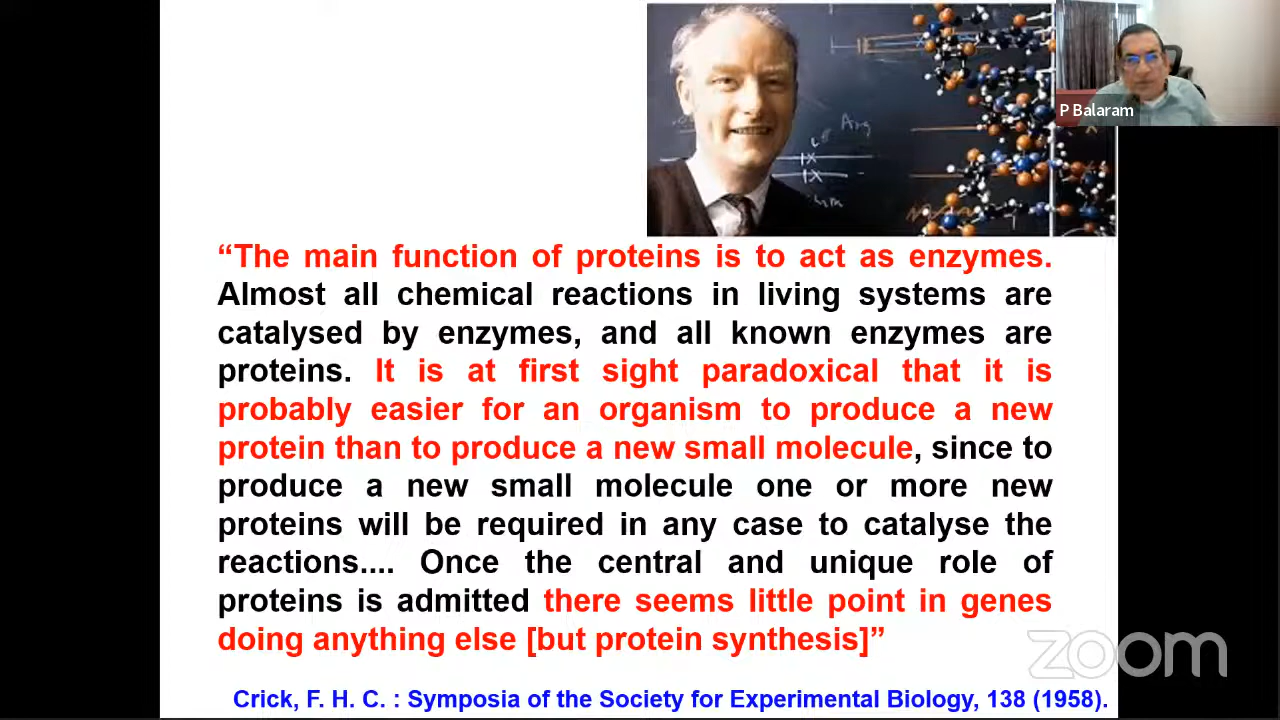 P Balaram
“The main function of proteins is to act as enzymes.
Almost all chemical reactions in living systems are
catalysed by enzymes, and all known enzymes are
proteins. It is at first sight paradoxical that it is
probably easier for an organism to produce a new
protein than to produce a new small molecule, since to
produce a new small molecule one or more new
proteins will be required in any case to catalyse the
reactions.... Once the central and unique role of
proteins is admitted there seems little point in genes
doing anything else [but protein synthesis]”
zoom
Crick, F. H. C. : Symposia of the Society for Experimental Biology, 138 (1958).